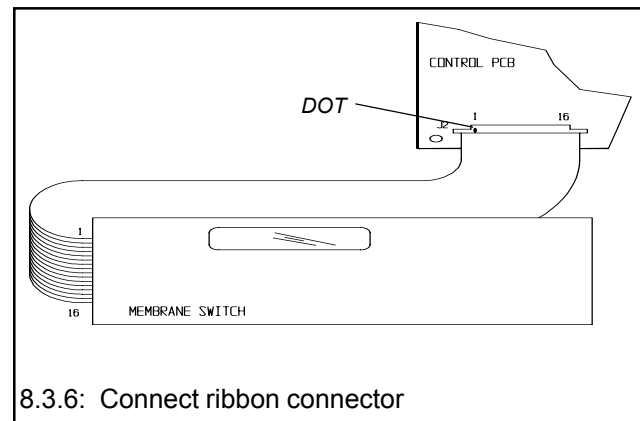 CONTROL PCB
DOT
J2
1
16
1
16
MEMBRANE SWITCH
8.3.6: Connect ribbon connector